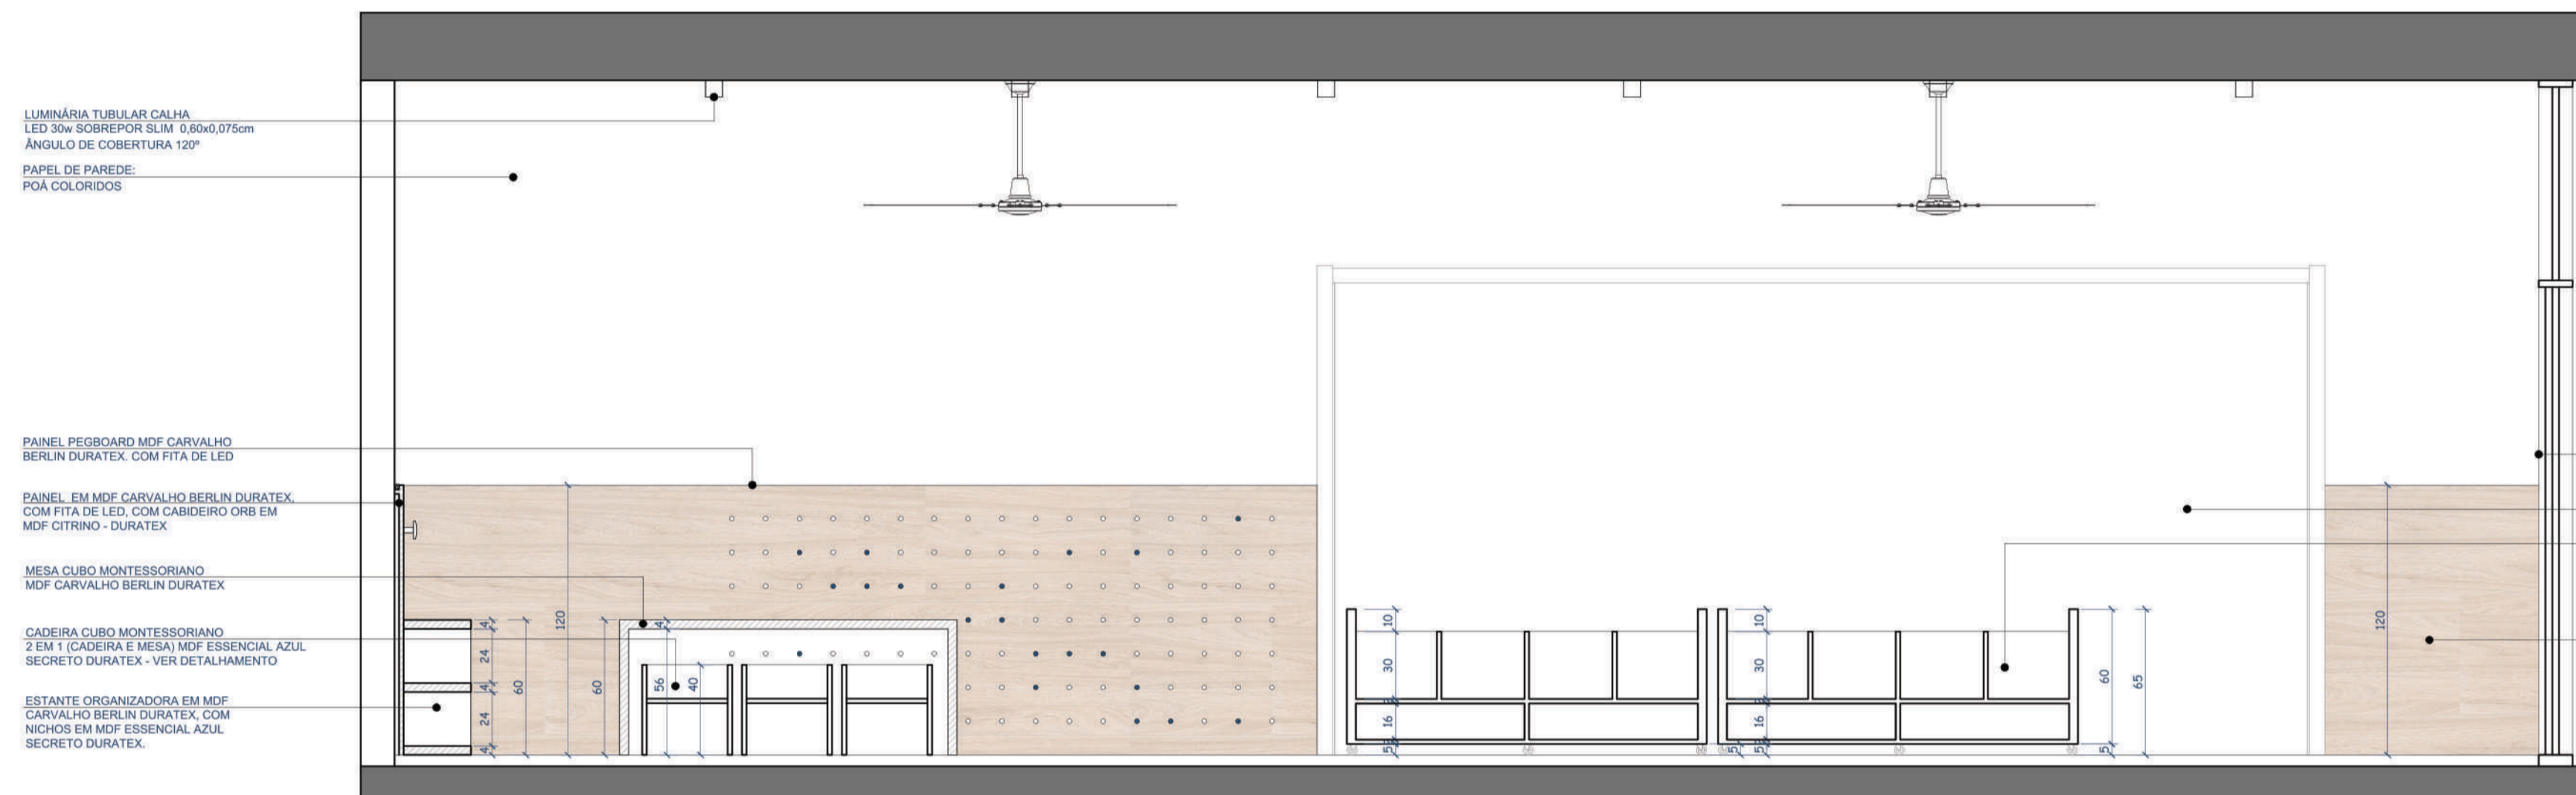 LUMINÁRIA TUBULAR CALHA
LED 30w SOBREPOR SLIM 0,60x0,075cm
ÂNGULO DE COBERTURA 120º
PAPEL DE PAREDE:
POÁ COLORIDOS
PAINEL PEGBOARD MDF CARVALHO
BERLIN DURATEX. COM FITA DE LED
PAINEL EM MDF CARVALHO BERLIN DURATEX.
COM FITA DE LED, COM CABIDEIRO ORB EM
MDF CITRINO - DURATEX
MESA CUBO MONTESSORIANO
MDF CARVALHO BERLIN DURATEX
CADEIRA CUBO MONTESSORIANO
2 EM 1 (CADEIRA E MESA) MDF ESSENCIAL AZUL
SECRETO DURATEX - VER DETALHAMENTO
ESTANTE ORGANIZADORA EM MDF
CARVALHO BERLIN DURATEX, COM
NICHOS EM MDF ESSENCIAL AZUL
SECRETO DURATEX.
4
24
4
24
4
60
120
60
4
56
40
10
30
16
5
10
30
16
5
5
60
5
65
120